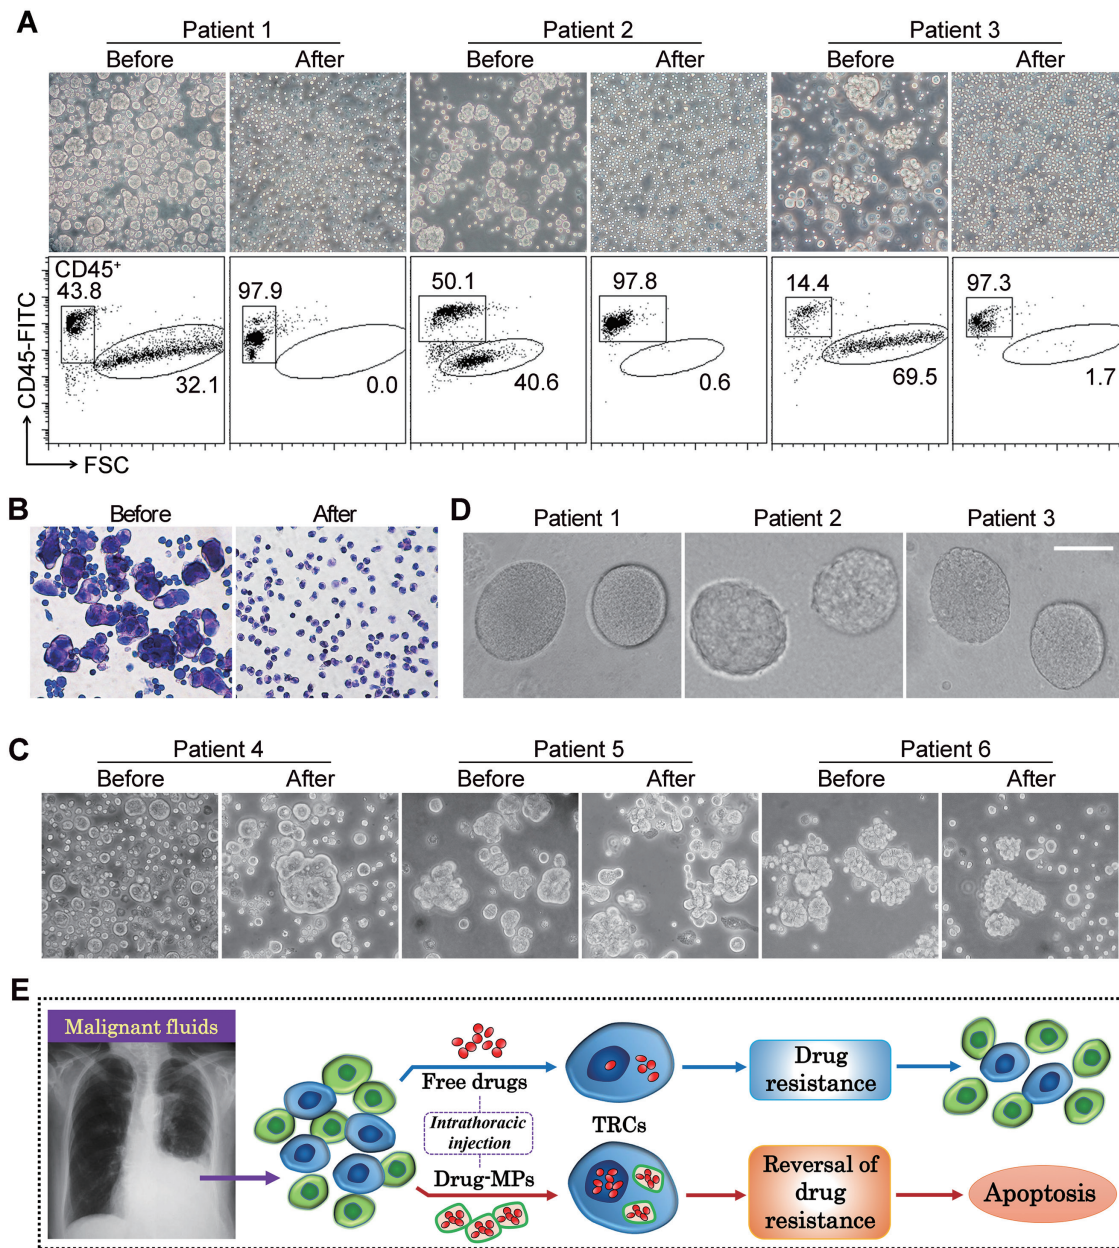 A
Patient 1
Patient 2
Patient 3
Before
After
Before
After
Before
After
CD45+
43.8
32.1
97.9
0.0
50.1
40.6
97.8
0.6
14.4
69.5
97.3
1.7
CD45-FITC
FSC
B
Before
After
D
Patient 1
Patient 2
Patient 3
C
Patient 4
Patient 5
Patient 6
Before
After
Before
After
Before
After
E
Malignant fluids
Free drugs
Intrathoracic
injection
Drug-MPs
TRCs
Drug
resistance
Reversal of
drug
resistance
Apoptosis